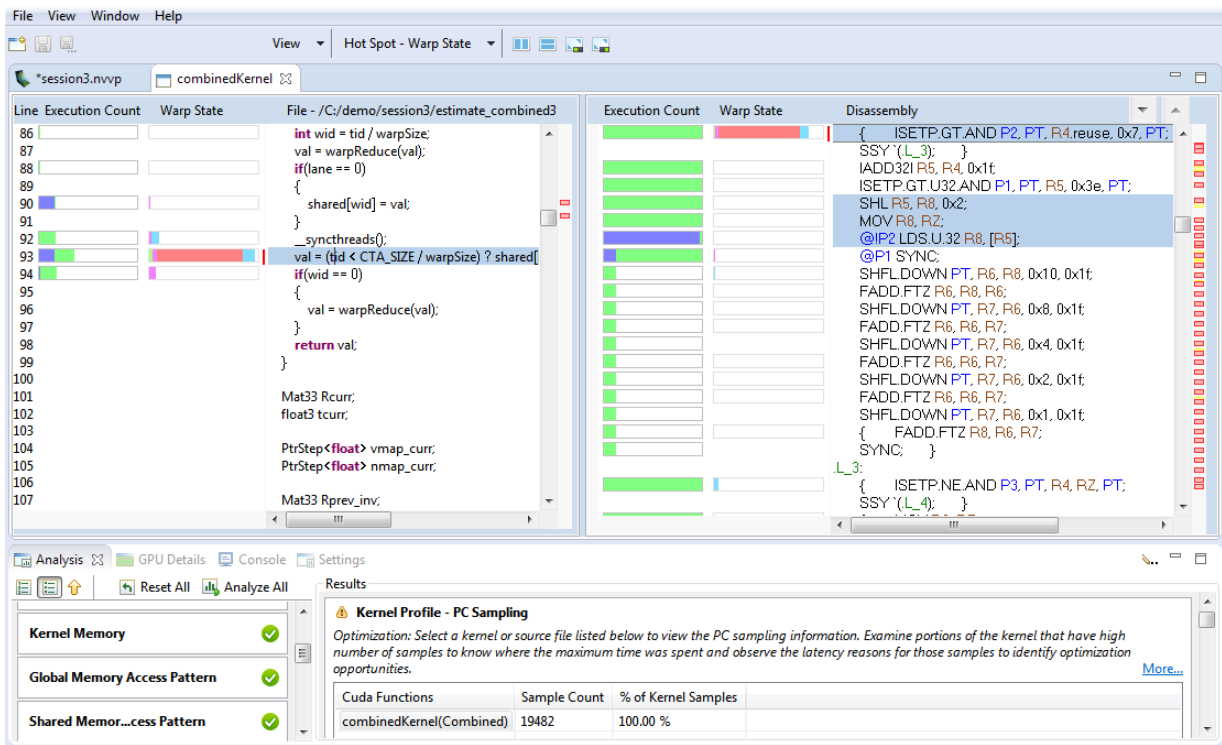 File View Window Help
View Hot Spot - Warp State
*session3.nvvp combinedKernel
Line Execution Count Warp State File - /C:/demo/session3/estimate_combined3
86 int wid = tid / warpSize;
87 val = warpReduce(val);
88 if(lane == 0)
89 {
90 shared[wid] = val;
91 }
92 __syncthreads();
93 val = (tid < CTA_SIZE / warpSize) ? shared[
94 if(wid == 0)
95 {
96 val = warpReduce(val);
97 }
98 return val;
99 }
100
101 Mat33 Rcurr;
102 float3 tcurr;
103
104 PtrStep<float> vmap_curr;
105 PtrStep<float> nmap_curr;
106
107 Mat33 Rprev_inv;
Execution Count Warp State Disassembly
{ ISETP.GT.AND P2, PT, R4.reuse, 0x7, PT;
SSY `(.L_3); }
IADD32I R5, R4, 0x1f;
ISETP.GT.U32.AND P1, PT, R5, 0x3e, PT;
SHL R5, R8, 0x2;
MOV R8, RZ;
@!P2 LDS.U.32 R8, [R5];
@P1 SYNC;
SHFL.DOWN PT, R6, R8, 0x10, 0x1f;
FADD.FTZ R6, R8, R6;
SHFL.DOWN PT, R7, R6, 0x8, 0x1f;
FADD.FTZ R6, R6, R7;
SHFL.DOWN PT, R7, R6, 0x4, 0x1f;
FADD.FTZ R6, R6, R7;
SHFL.DOWN PT, R7, R6, 0x2, 0x1f;
FADD.FTZ R6, R6, R7;
SHFL.DOWN PT, R7, R6, 0x1, 0x1f;
{ FADD.FTZ R8, R6, R7;
SYNC; }
.L_3:
{ ISETP.NE.AND P3, PT, R4, RZ, PT;
SSY `(.L_4); }
Analysis GPU Details Console Settings
Reset All Analyze All
Kernel Memory
Global Memory Access Pattern
Shared Memor...cess Pattern
Results
Kernel Profile - PC Sampling
Optimization: Select a kernel or source file listed below to view the PC sampling information. Examine portions of the kernel that have high
number of samples to know where the maximum time was spent and observe the latency reasons for those samples to identify optimization
opportunities. More...
Cuda Functions Sample Count % of Kernel Samples
combinedKernel(Combined) 19482 100.00 %